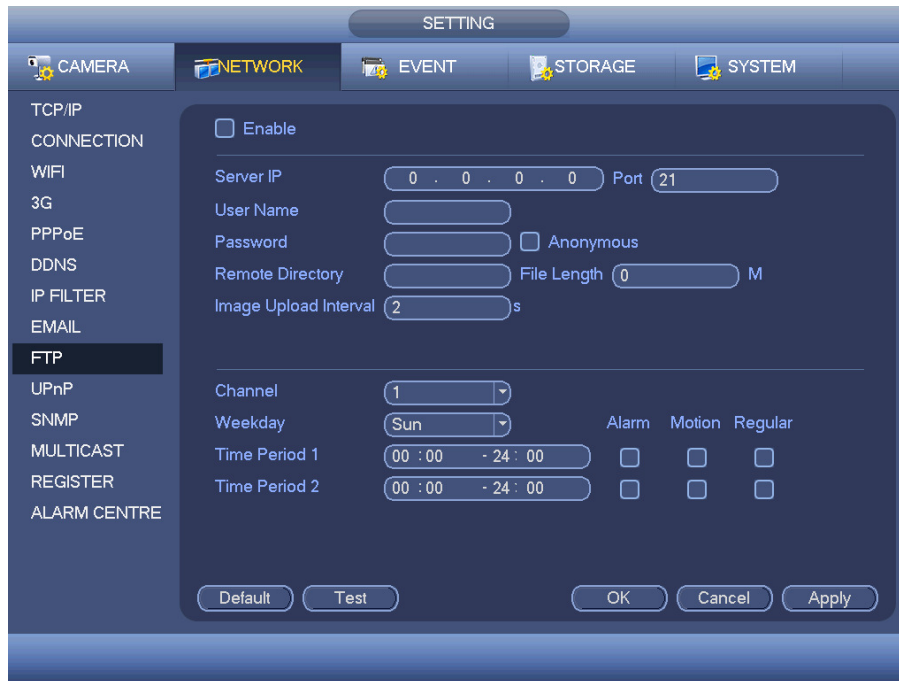 SETTING
CAMERA NETWORK EVENT STORAGE SYSTEM
TCP/IP
CONNECTION
WIFI
3G
PPPoE
DDNS
IP FILTER
EMAIL
FTP
UPnP
SNMP
MULTICAST
REGISTER
ALARM CENTRE
Enable
Server IP 0 . 0 . 0 . 0 Port 21
User Name
Password Anonymous
Remote Directory File Length 0 M
Image Upload Interval 2 s
Channel 1
Weekday Sun Alarm Motion Regular
Time Period 1 00 : 00 - 24 : 00
Time Period 2 00 : 00 - 24 : 00
Default Test OK Cancel Apply